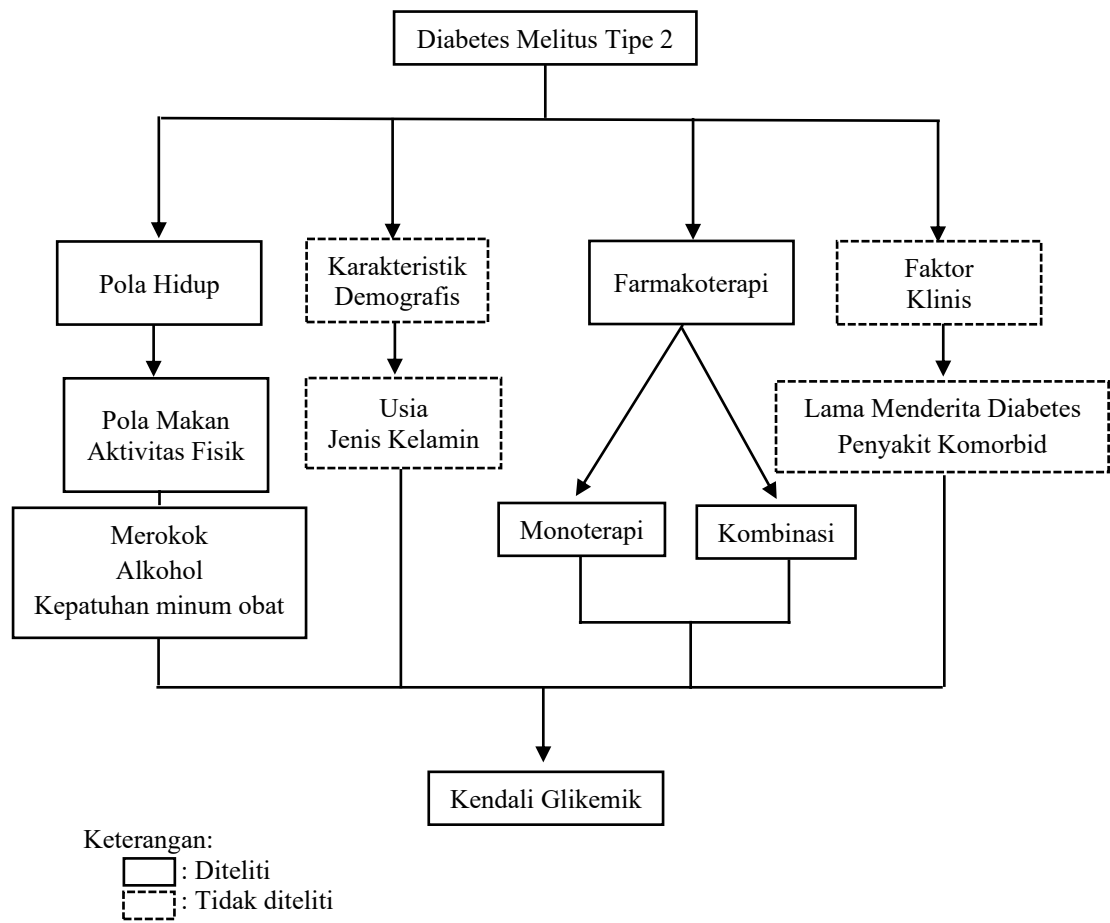 Diabetes Melitus Tipe 2
Pola Hidup
Karakteristik
Demografis
Farmakoterapi
Faktor
Klinis
Pola Makan
Aktivitas Fisik
Usia
Jenis Kelamin
Lama Menderita Diabetes
Penyakit Komorbid
Merokok
Alkohol
Kepatuhan minum obat
Monoterapi
Kombinasi
Kendali Glikemik
Keterangan:
: Diteliti
: Tidak diteliti